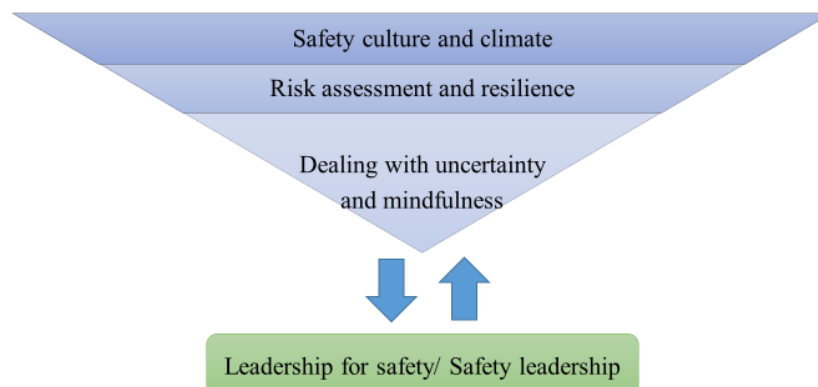 Safety culture and climate
Risk assessment and resilience
Dealing with uncertainty
and mindfulness
Leadership for safety/ Safety leadership